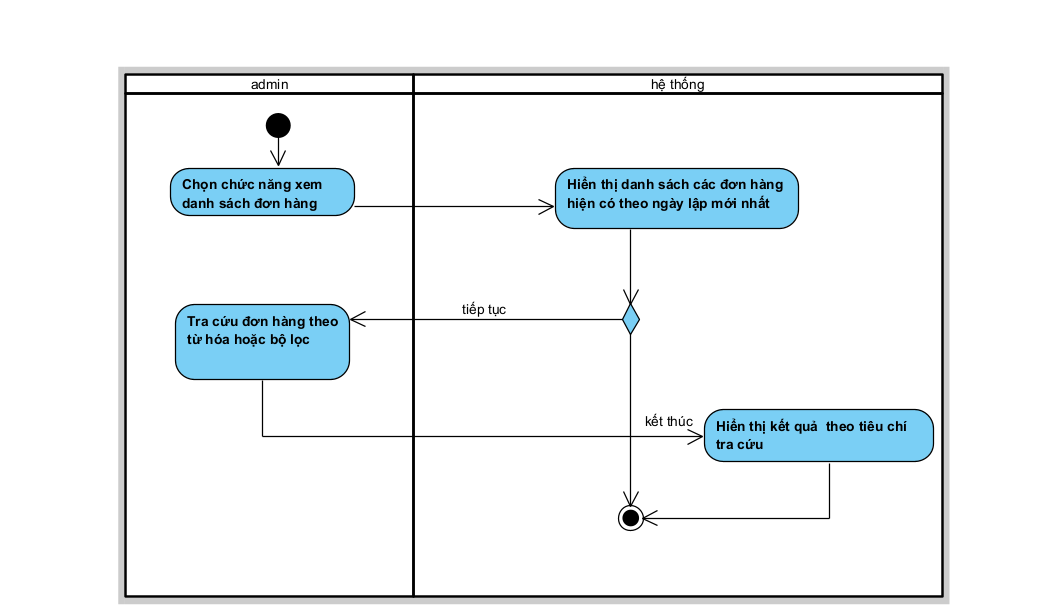 admin
hệ thống
Chọn chức năng xem
danh sách đơn hàng
Hiển thị danh sách các đơn hàng
hiện có theo ngày lập mới nhất
tiếp tục
Tra cứu đơn hàng theo
từ hóa hoặc bộ lọc
kết thúc
Hiển thị kết quả  theo tiêu chí
tra cứu